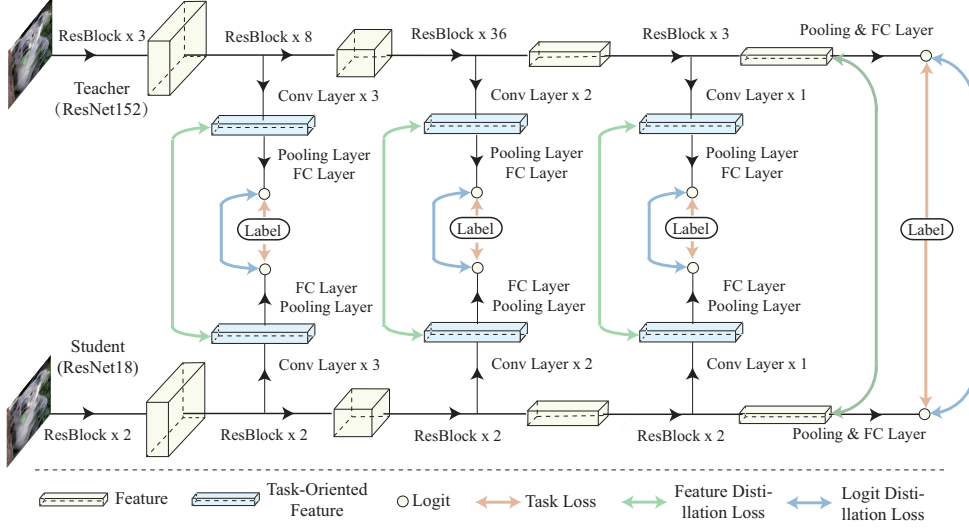 ResBlock x 3
ResBlock x 8
ResBlock x 36
ResBlock x 3
Pooling & FC Layer
Teacher
(ResNet152)
Conv Layer x 3
Conv Layer x 2
Conv Layer x 1
Pooling Layer
FC Layer
Pooling Layer
FC Layer
Pooling Layer
FC Layer
Label
Label
Label
Label
FC Layer
Pooling Layer
FC Layer
Pooling Layer
FC Layer
Pooling Layer
Student
(ResNet18)
Conv Layer x 3
Conv Layer x 2
Conv Layer x 1
ResBlock x 2
ResBlock x 2
ResBlock x 2
ResBlock x 2
Pooling & FC Layer
Feature
Task-Oriented
Feature
Logit
Task Loss
Feature Disti-
llation Loss
Logit Disti-
llation Loss